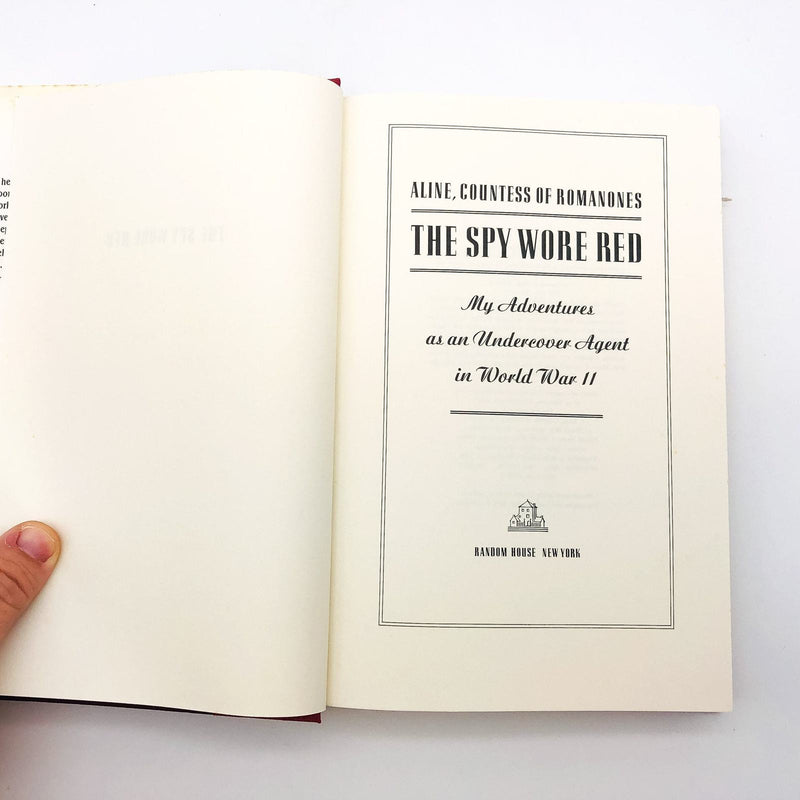 ALINE, COUNTESS OF ROMANONES
THE SPY WORE RED
My Adventures
as an Undercover Agent
in World War II
RANDOM HOUSE NEW YORK